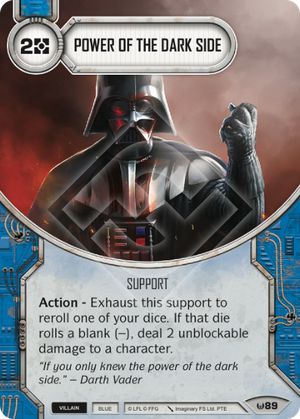 2
POWER OF THE DARK SIDE
SUPPORT
Action - Exhaust this support to
reroll one of your dice. If that die
rolls a blank (–), deal 2 unblockable
damage to a character.
"If you only knew the power of the dark
side." – Darth Vader
VILLAIN BLUE © LFL © FFG Imaginary FS Ltd. PTE 89